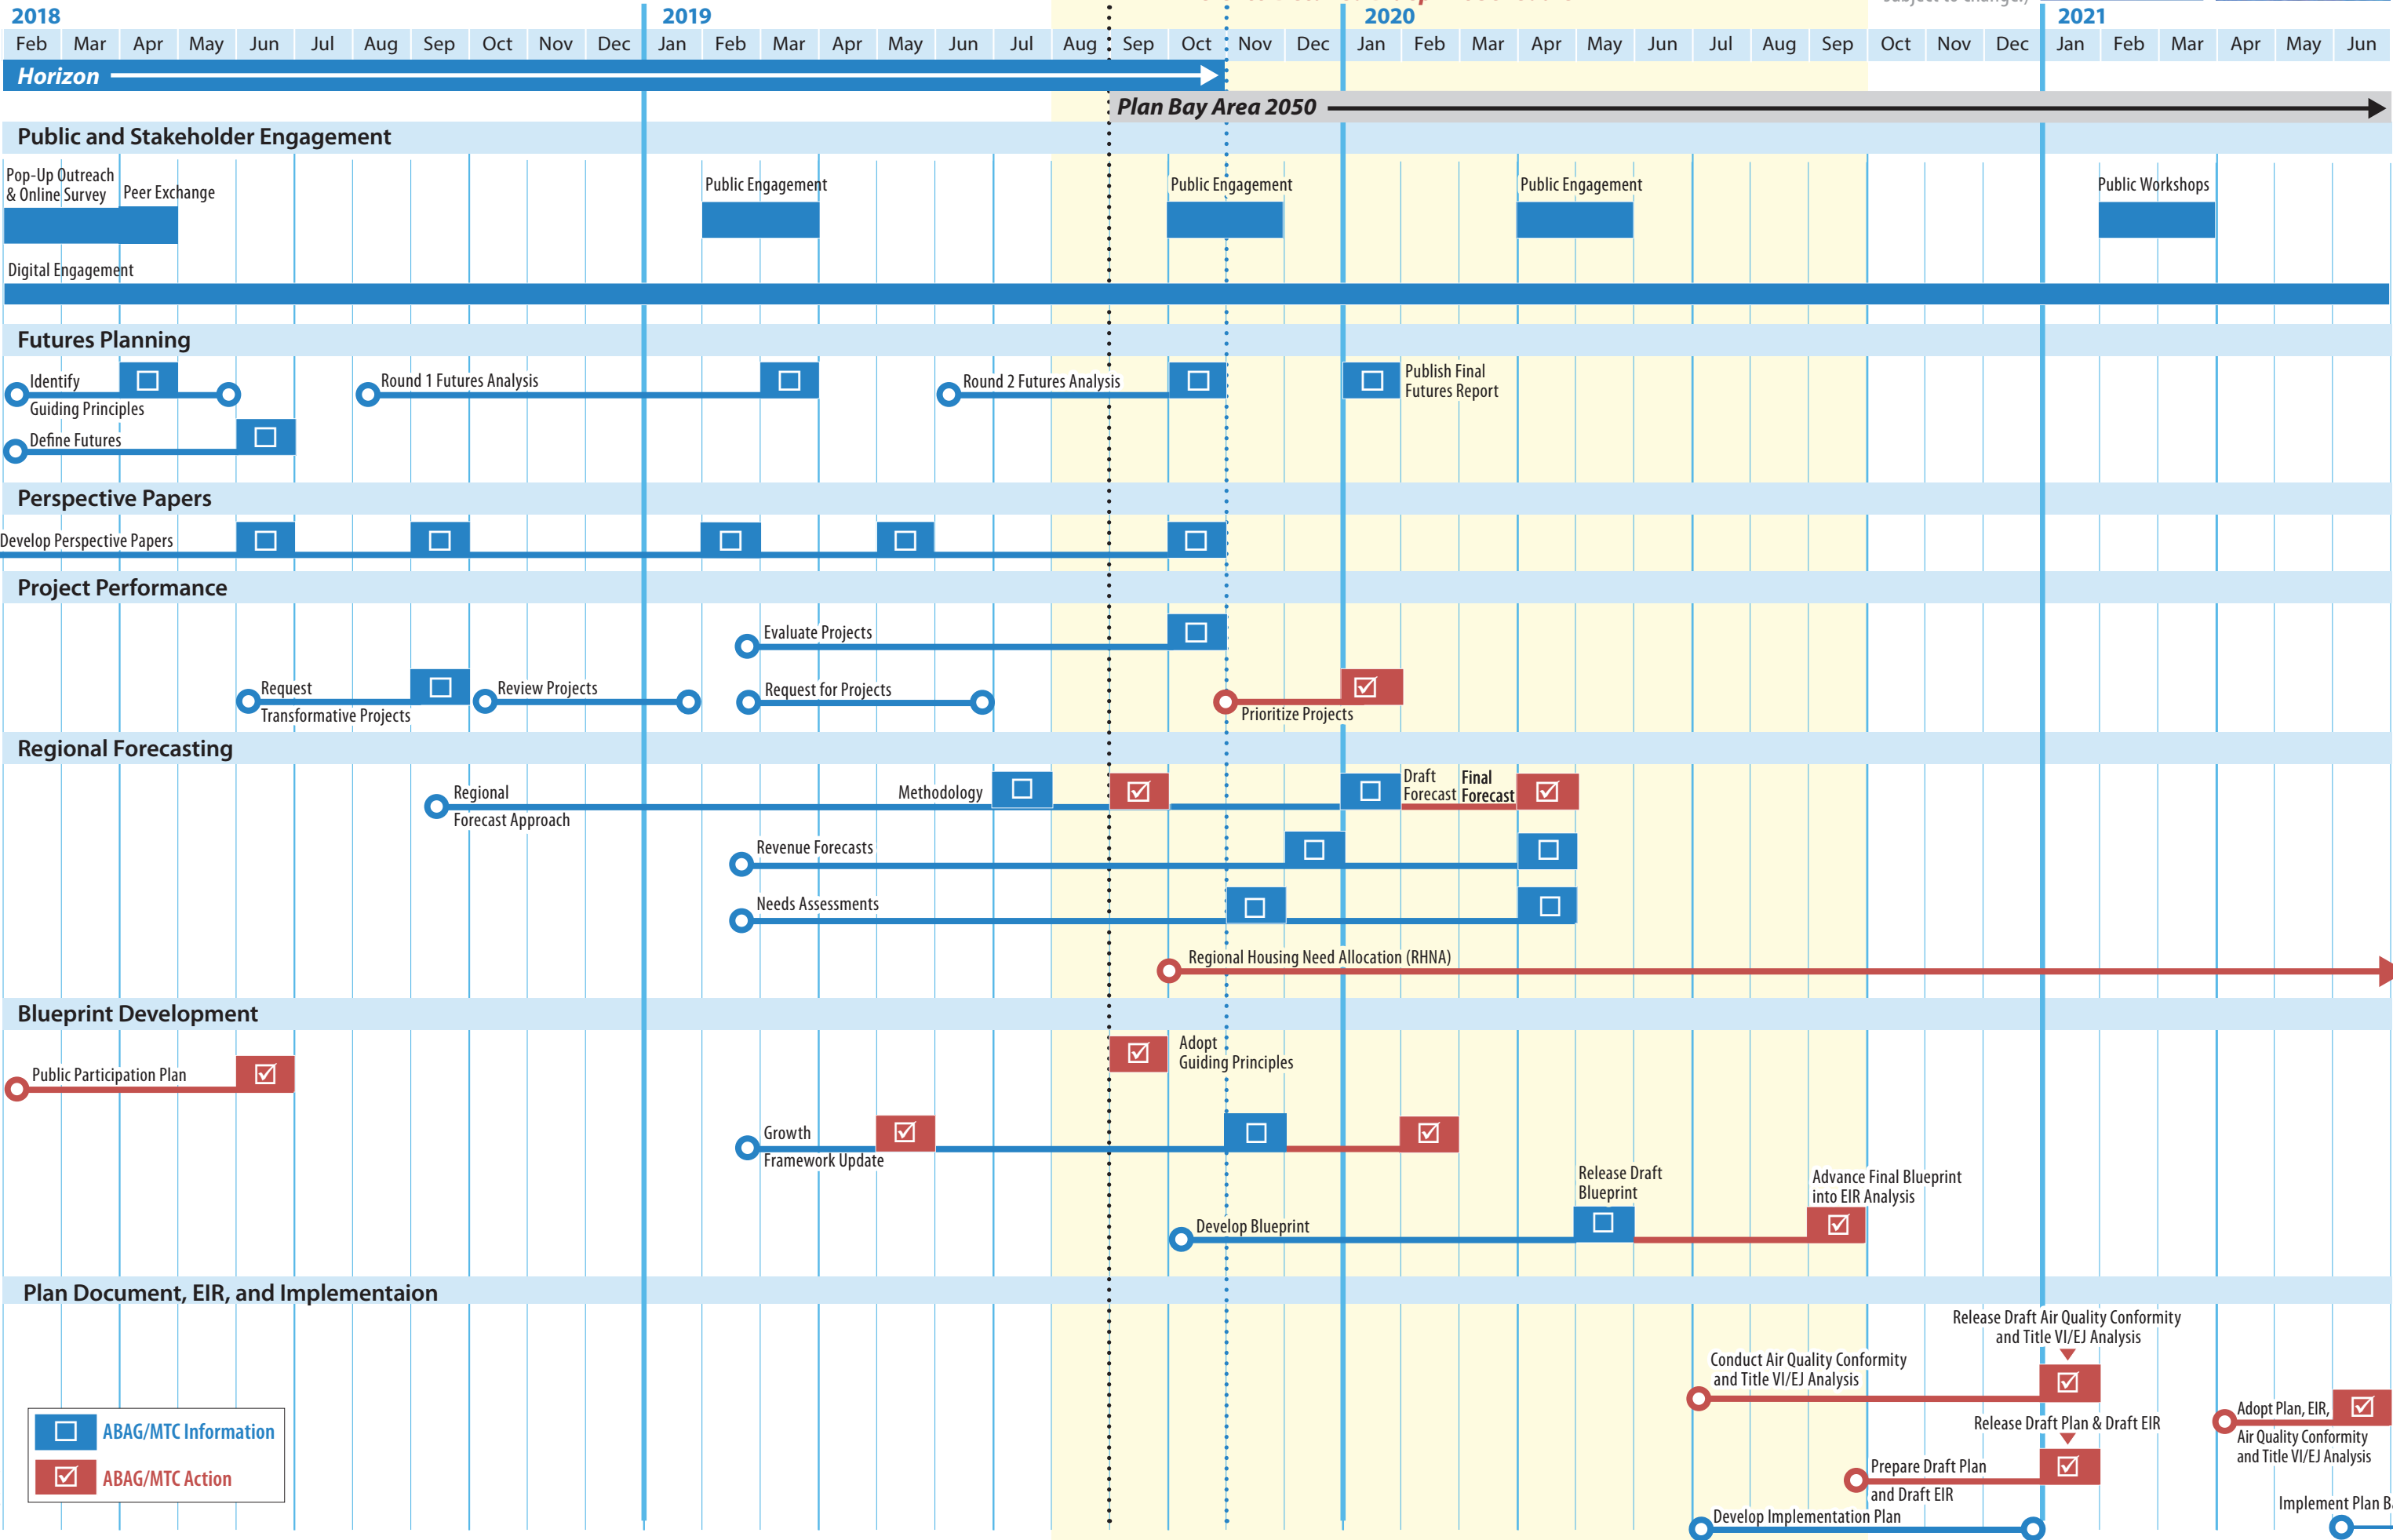 subject to change.)
2018
2019
2020
2021
Feb Mar Apr May Jun Jul Aug Sep Oct Nov Dec Jan Feb Mar Apr May Jun Jul Aug Sep Oct Nov Dec Jan Feb Mar Apr May Jun Jul Aug Sep Oct Nov Dec Jan Feb Mar Apr May Jun
Horizon
Plan Bay Area 2050
Public and Stakeholder Engagement
Pop-Up Outreach
& Online Survey
Peer Exchange
Public Engagement
Public Engagement
Public Engagement
Public Workshops
Digital Engagement
Futures Planning
Identify
Guiding Principles
Round 1 Futures Analysis
Round 2 Futures Analysis
Publish Final
Futures Report
Define Futures
Perspective Papers
Develop Perspective Papers
Project Performance
Evaluate Projects
Request
Transformative Projects
Review Projects
Request for Projects
Prioritize Projects
Regional Forecasting
Regional
Forecast Approach
Methodology
Draft
Forecast
Final
Forecast
Revenue Forecasts
Needs Assessments
Regional Housing Need Allocation (RHNA)
Blueprint Development
Public Participation Plan
Adopt
Guiding Principles
Growth
Framework Update
Release Draft
Blueprint
Advance Final Blueprint
into EIR Analysis
Develop Blueprint
Plan Document, EIR, and Implementaion
Release Draft Air Quality Conformity
and Title VI/EJ Analysis
Conduct Air Quality Conformity
and Title VI/EJ Analysis
Adopt Plan, EIR,
Air Quality Conformity
and Title VI/EJ Analysis
Release Draft Plan & Draft EIR
Prepare Draft Plan
and Draft EIR
Implement Plan B
Develop Implementation Plan
ABAG/MTC Information
ABAG/MTC Action